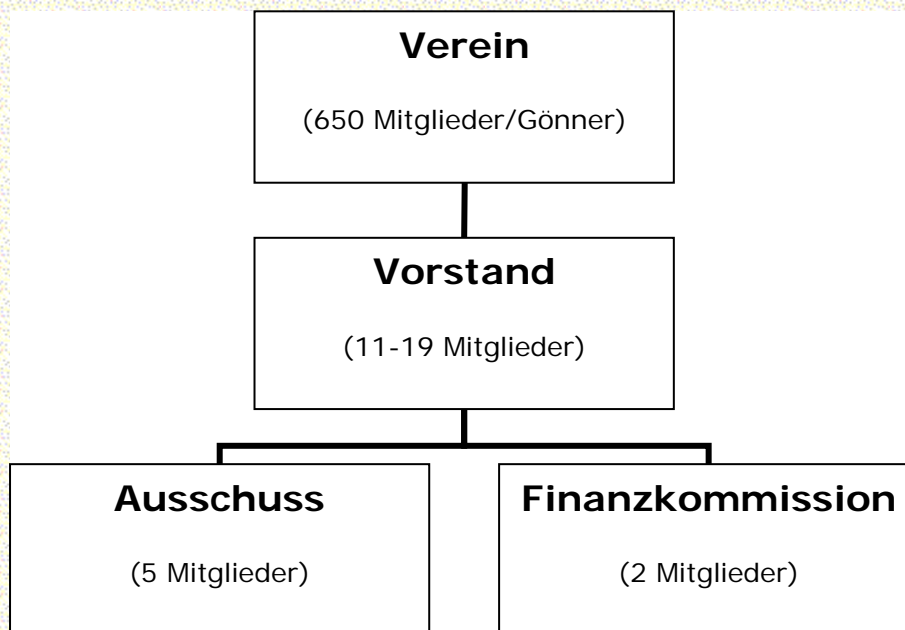 Verein
(650 Mitglieder/Gönner)
Vorstand
(11-19 Mitglieder)
Ausschuss
(5 Mitglieder)
Finanzkommission
(2 Mitglieder)